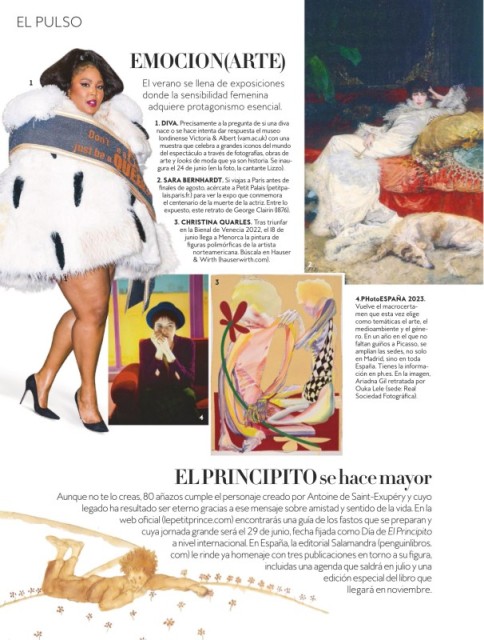 EL PULSO
EMOCION(ARTE)
El verano se llena de exposiciones
donde la sensibilidad femenina
adquiere protagonismo esencial.
1
1. DIVA. Precisamente a la pregunta de si una diva
nace o se hace intenta dar respuesta el museo
londinense Victoria & Albert (vam.ac.uk) con una
muestra que celebra a grandes iconos del mundo
del espectáculo a través de fotografías, obras de
arte y looks de moda que ya son historia. Se inau-
gura el 24 de junio (en la foto, la cantante Lizzo).
2. SARA BERNHARDT. Si viajas a París antes de
finales de agosto, acércate a Petit Palais (petitpa-
lais.paris.fr) para ver la expo que conmemora
el centenario de la muerte de la actriz. Entre lo
expuesto, este retrato de George Clairin (1876).
3. CHRISTINA QUARLES. Tras triunfar
en la Bienal de Venecia 2022, el 18 de
junio llega a Menorca la pintura de
figuras polimórficas de la artista
norteamericana. Búscala en Hauser
& Wirth (hauserwirth.com).
Don't
just be a
QUEE
2
3
4
4.PHotoESPAÑA 2023.
Vuelve el macrocerta-
men que esta vez elige
como temáticas el arte, el
medioambiente y el géne-
ro. En un año en el que no
faltan guiños a Picasso, se
amplían las sedes, no solo
en Madrid, sino en toda
España. Tienes la informa-
ción en phe.es. En la imagen,
Ariadna Gil retratada por
Ouka Leele (sede: Real
Sociedad Fotográfica).
EL PRINCIPITO se hace mayor
Aunque no te lo creas, 80 añazos cumple el personaje creado por Antoine de Saint-Exupéry y cuyo
legado ha resultado ser eterno gracias a ese mensaje sobre amistad y sentido de la vida. En la
web oficial (lepetitprince.com) encontrarás una guía de los fastos que se preparan y
cuya jornada grande será el 29 de junio, fecha fijada como Día de El Principito
a nivel internacional. En España, la editorial Salamandra (penguinlibros.
com) le rinde ya homenaje con tres publicaciones en torno a su figura,
incluidas una agenda que saldrá en julio y una
edición especial del libro que
llegará en noviembre.